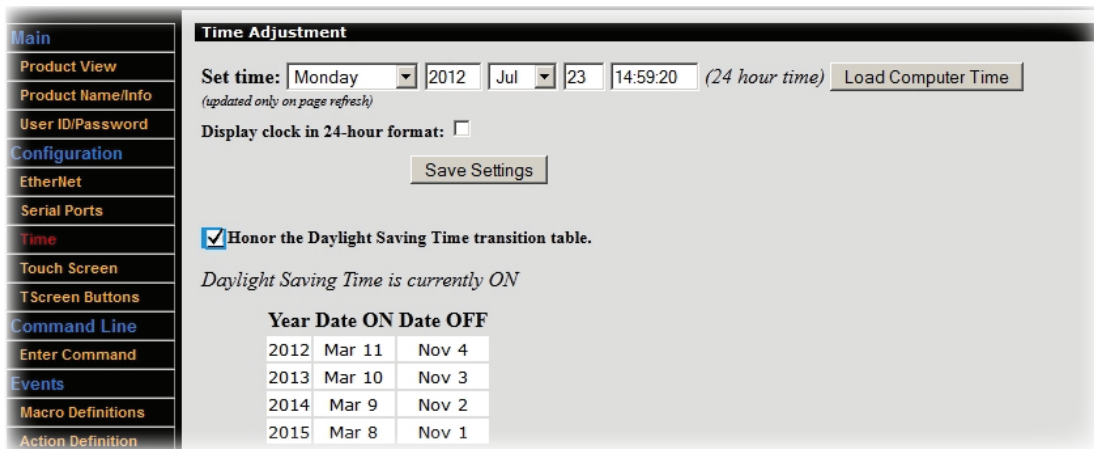 Main
Product View
Product Name/Info
User ID/Password
Configuration
EtherNet
Serial Ports
Time
Touch Screen
TScreen Buttons
Command Line
Enter Command
Events
Macro Definitions
Action Definition
Time Adjustment
Set time: Monday 2012 Jul 23 14:59:20 (24 hour time) Load Computer Time
(updated only on page refresh)
Display clock in 24-hour format:
Save Settings
Honor the Daylight Saving Time transition table.
Daylight Saving Time is currently ON
Year Date ON Date OFF
2012 Mar 11 Nov 4
2013 Mar 10 Nov 3
2014 Mar 9 Nov 2
2015 Mar 8 Nov 1